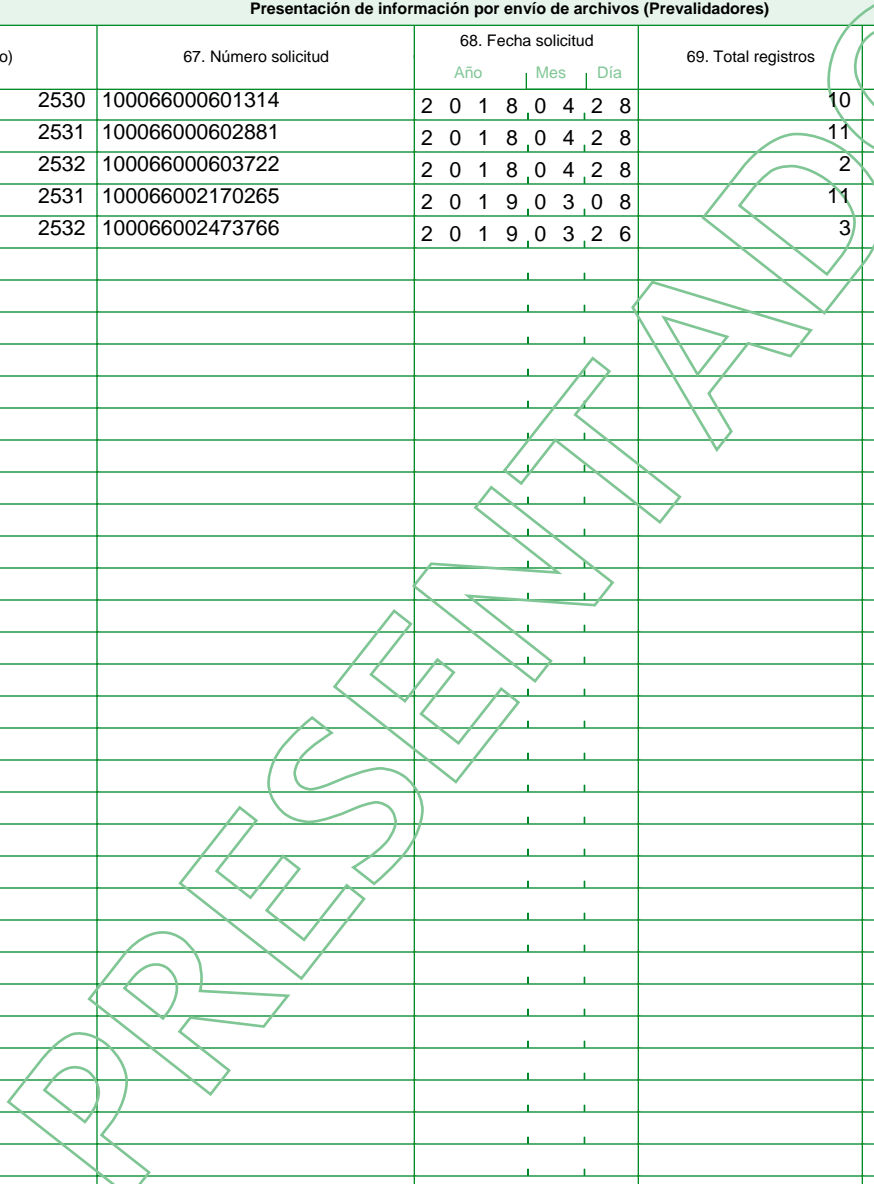 Presentación de información por envío de archivos (Prevalidadores)
o) 67. Número solicitud 68. Fecha solicitud 69. Total registros
Año Mes Día
2530 100066000601314 2 0 1 8 0 4 2 8 10
2531 100066000602881 2 0 1 8 0 4 2 8 11
2532 100066000603722 2 0 1 8 0 4 2 8 2
2531 100066002170265 2 0 1 9 0 3 0 8 11
2532 100066002473766 2 0 1 9 0 3 2 6 3
PRESENTADO